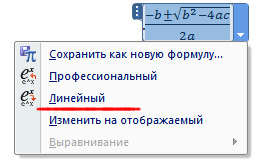 −b±√b²−4ac
2a
Сохранить как новую формулу...
Профессиональный
Линейный
Изменить на отображаемый
Выравнивание